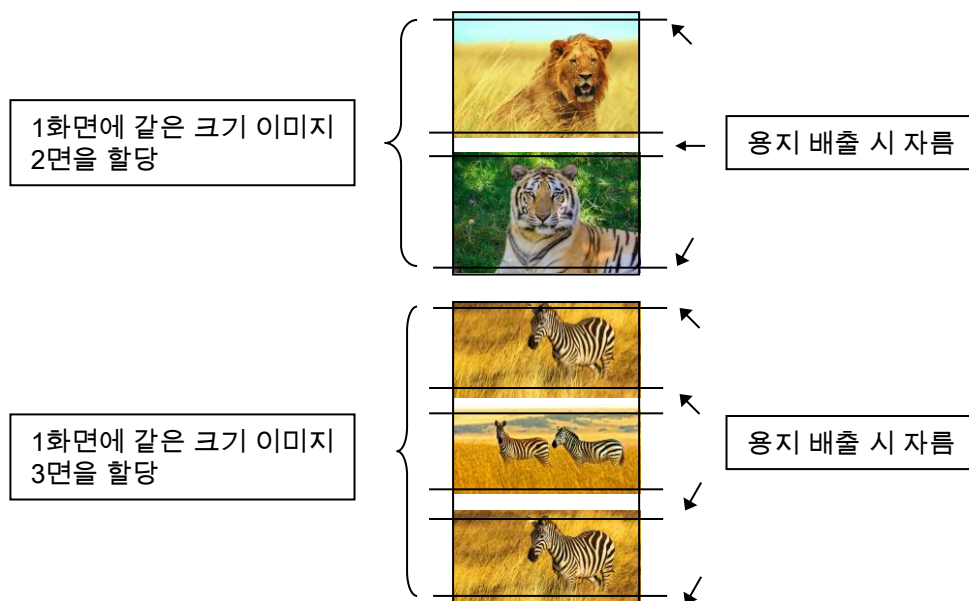 1화면에 같은 크기 이미지
2면을 할당
용지 배출 시 자름
1화면에 같은 크기 이미지
3면을 할당
용지 배출 시 자름